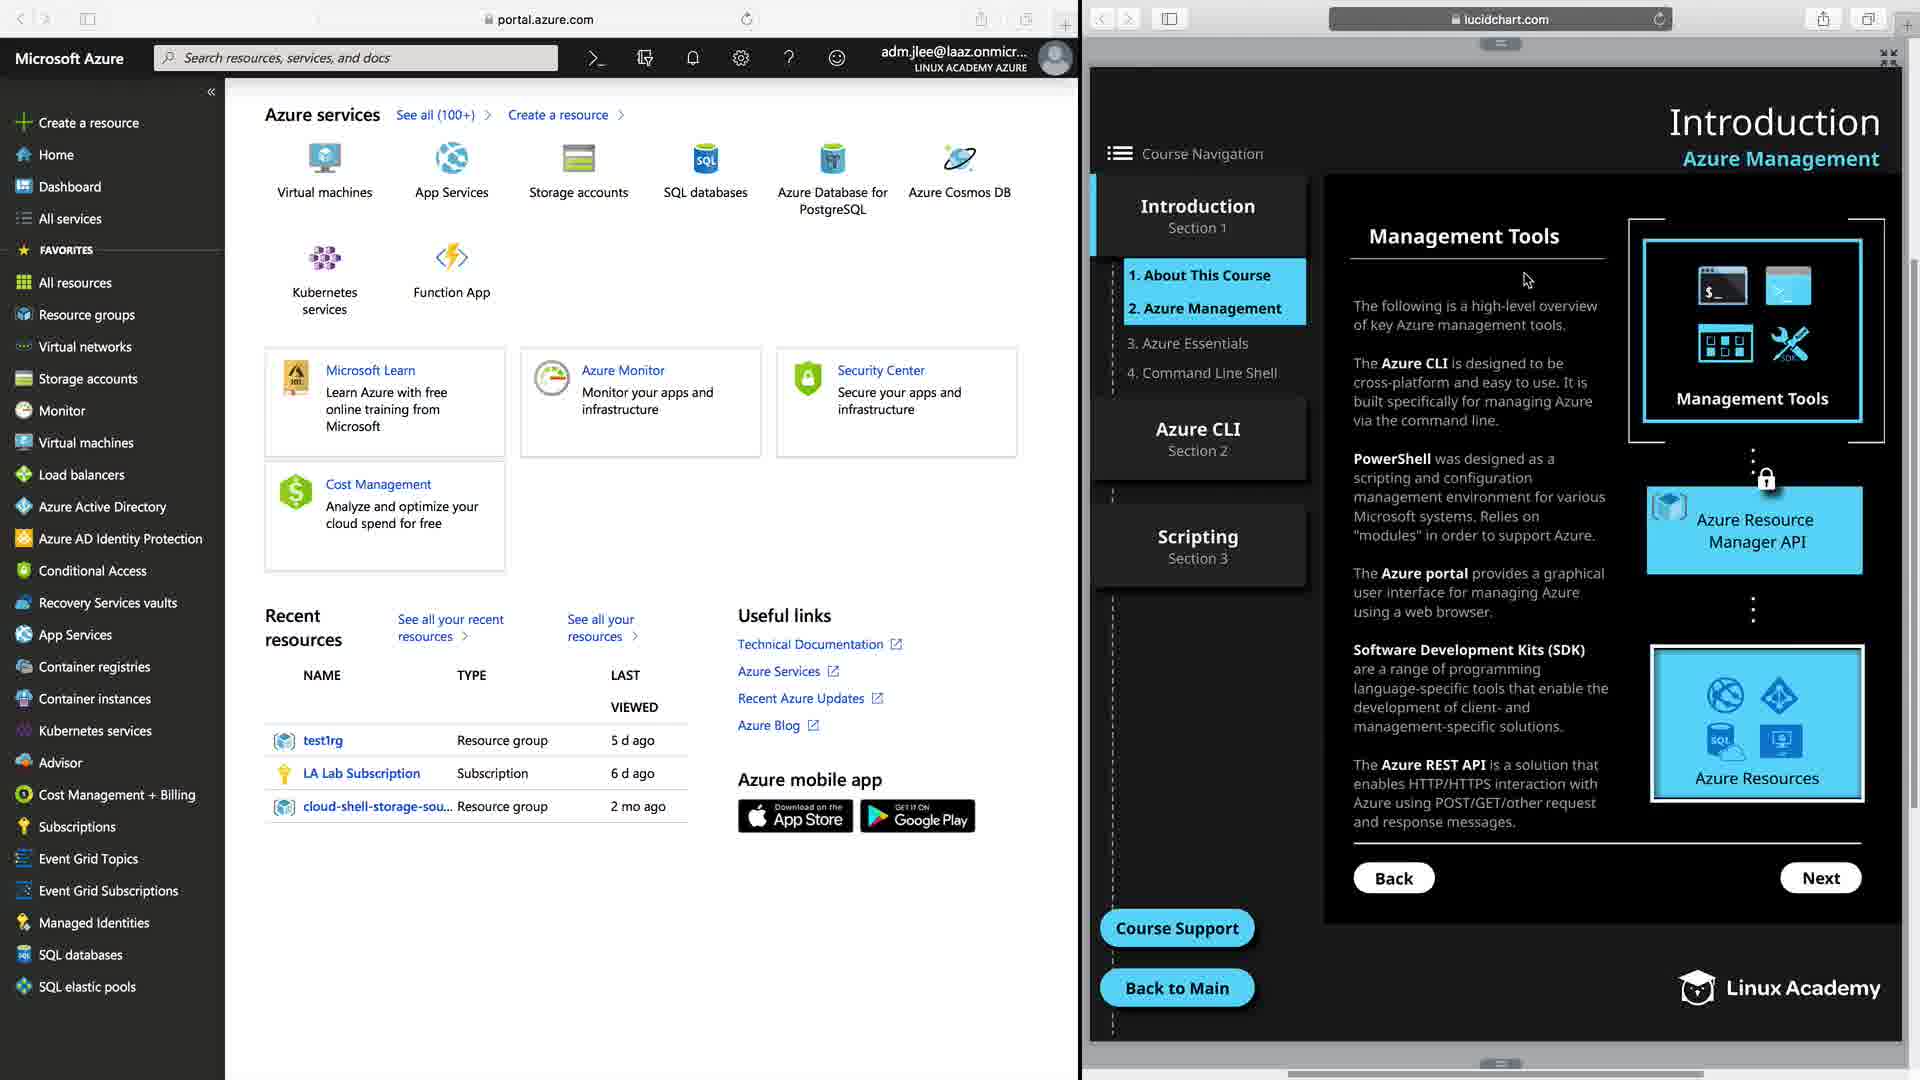 portal.azure.com
Microsoft Azure
Search resources, services, and docs
adm.jlee@laaz.onmicr...
LINUX ACADEMY AZURE
Create a resource
Home
Dashboard
All services
FAVORITES
All resources
Resource groups
Virtual networks
Storage accounts
Monitor
Virtual machines
Load balancers
Azure Active Directory
Azure AD Identity Protection
Conditional Access
Recovery Services vaults
App Services
Container registries
Container instances
Kubernetes services
Advisor
Cost Management + Billing
Subscriptions
Event Grid Topics
Event Grid Subscriptions
Managed Identities
SQL databases
SQL elastic pools
Azure services
See all (100+)
Create a resource
Virtual machines
App Services
Storage accounts
SQL
SQL databases
Azure Database for
PostgreSQL
Azure Cosmos DB
Kubernetes
services
Function App
Microsoft Learn
Learn Azure with free
online training from
Microsoft
Azure Monitor
Monitor your apps and
infrastructure
Security Center
Secure your apps and
infrastructure
Cost Management
Analyze and optimize your
cloud spend for free
Recent
resources
See all your recent
resources
See all your
resources
NAME TYPE LAST
VIEWED
test1rg Resource group 5 d ago
LA Lab Subscription Subscription 6 d ago
cloud-shell-storage-sou... Resource group 2 mo ago
Useful links
Technical Documentation
Azure Services
Recent Azure Updates
Azure Blog
Azure mobile app
Download on the
App Store
GET IT ON
Google Play
lucidchart.com
Introduction
Azure Management
Course Navigation
Introduction
Section 1
1. About This Course
2. Azure Management
3. Azure Essentials
4. Command Line Shell
Azure CLI
Section 2
Scripting
Section 3
Course Support
Back to Main
Management Tools
The following is a high-level overview
of key Azure management tools.
The Azure CLI is designed to be
cross-platform and easy to use. It is
built specifically for managing Azure
via the command line.
PowerShell was designed as a
scripting and configuration
management environment for various
Microsoft systems. Relies on
"modules" in order to support Azure.
The Azure portal provides a graphical
user interface for managing Azure
using a web browser.
Software Development Kits (SDK)
are a range of programming
language-specific tools that enable the
development of client- and
management-specific solutions.
The Azure REST API is a solution that
enables HTTP/HTTPS interaction with
Azure using POST/GET/other request
and response messages.
Back
Next
$_
SDK
Management Tools
Azure Resource
Manager API
SQL
Azure Resources
Linux Academy